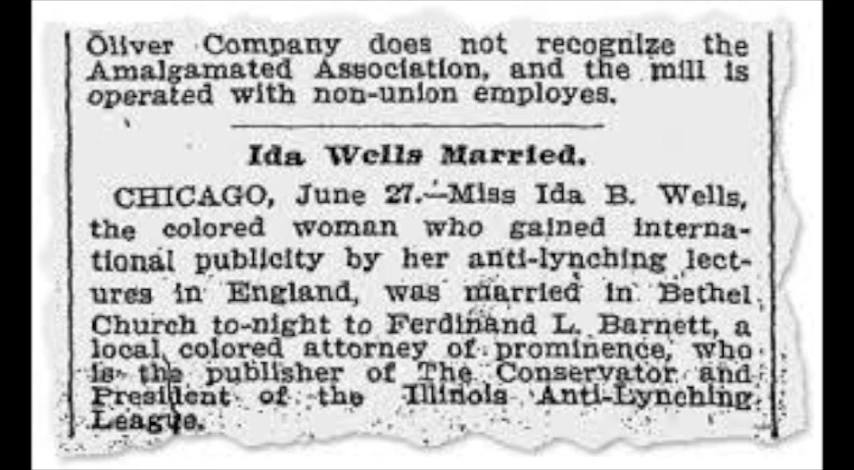 Oliver Company does not recognize the
Amalgamated Association, and the mill is
operated with non-union employes.
Ida Wells Married.
CHICAGO, June 27.—Miss Ida B. Wells,
the colored woman who gained interna-
tional publicity by her anti-lynching lect-
ures in England, was married in Bethel
Church to-night to Ferdinand L. Barnett, a
local colored attorney of prominence, who
is the publisher of The Conservator and
President of the Illinois Anti-Lynching
League.